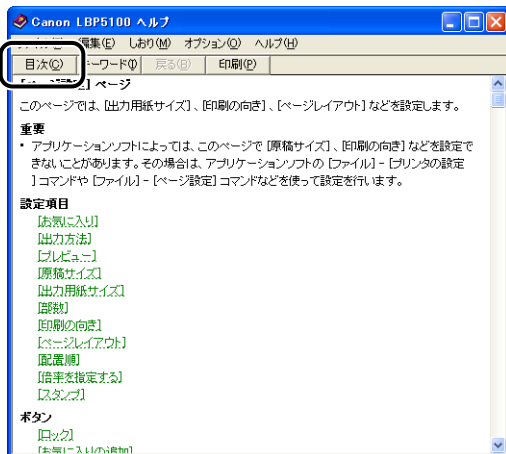 Canon LBP5100 ヘルプ
編集(E) しおり(M) オプション(O) ヘルプ(H)
目次(C) キーワード(I) 戻る(B) 印刷(P)
ページ
このページでは、[出力用紙サイズ]、[印刷の向き]、[ページレイアウト] などを設定します。
重要
• アプリケーションソフトによっては、このページで [原稿サイズ]、[印刷の向き] などを設定で
きないことがあります。その場合は、アプリケーションソフトの [ファイル] - [プリンタの設定
] コマンドや [ファイル] - [ページ設定] コマンドなどを使って設定を行います。
設定項目
[お気に入り]
[出力方法]
[プレビュー]
[原稿サイズ]
[出力用紙サイズ]
[部数]
[印刷の向き]
[ページレイアウト]
[配置順]
[倍率を指定する]
[スタンプ]
ボタン
[ロック]
[お気に入りの追加]